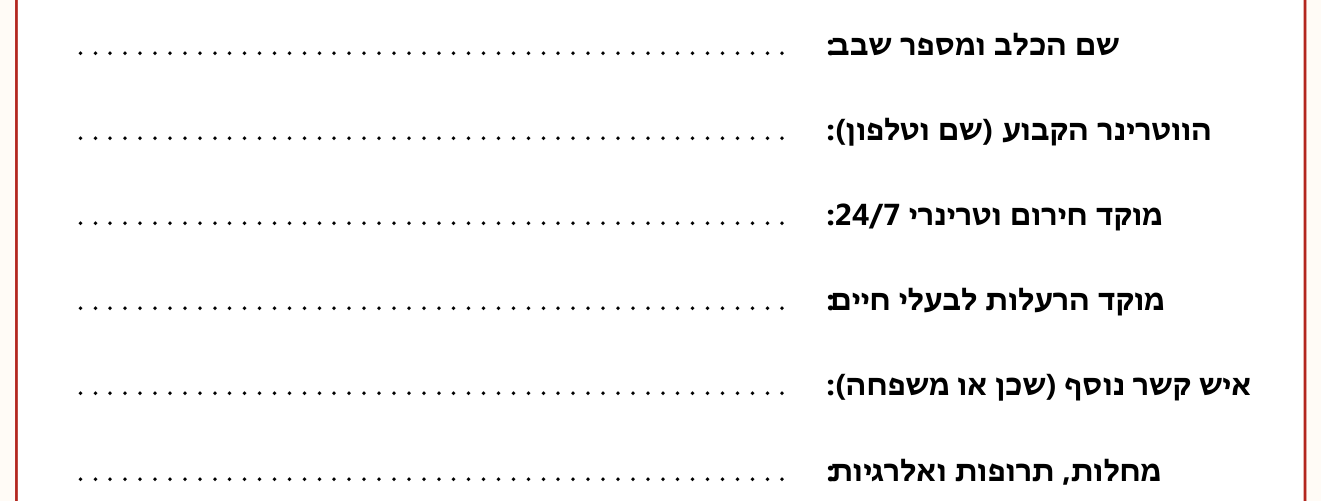 שם הכלב ומספר שבב: . . . . . . . . . . . . . . . . . . . . . . . . . . . . . . . . . . . . . . . . . . . . . . . .
הווטרינר הקבוע (שם וטלפון): . . . . . . . . . . . . . . . . . . . . . . . . . . . . . . . . . . . . . . . . . . . . . . . .
מוקד חירום וטרינרי 24/7: . . . . . . . . . . . . . . . . . . . . . . . . . . . . . . . . . . . . . . . . . . . . . . . .
מוקד הרעלות לבעלי חיים: . . . . . . . . . . . . . . . . . . . . . . . . . . . . . . . . . . . . . . . . . . . . . . . .
איש קשר נוסף (שכן או משפחה): . . . . . . . . . . . . . . . . . . . . . . . . . . . . . . . . . . . . . . . . . . . . . . . .
מחלות, תרופות ואלרגיות: . . . . . . . . . . . . . . . . . . . . . . . . . . . . . . . . . . . . . . . . . . . . . . . .